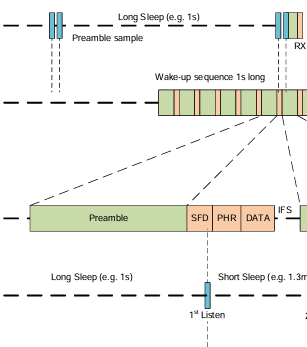 Long Sleep (e.g. 1s)
Preamble sample
RX
Wake-up sequence 1s long
Preamble SFD PHR DATA IFS
Long Sleep (e.g. 1s) Short Sleep (e.g. 1.3m
1st Listen